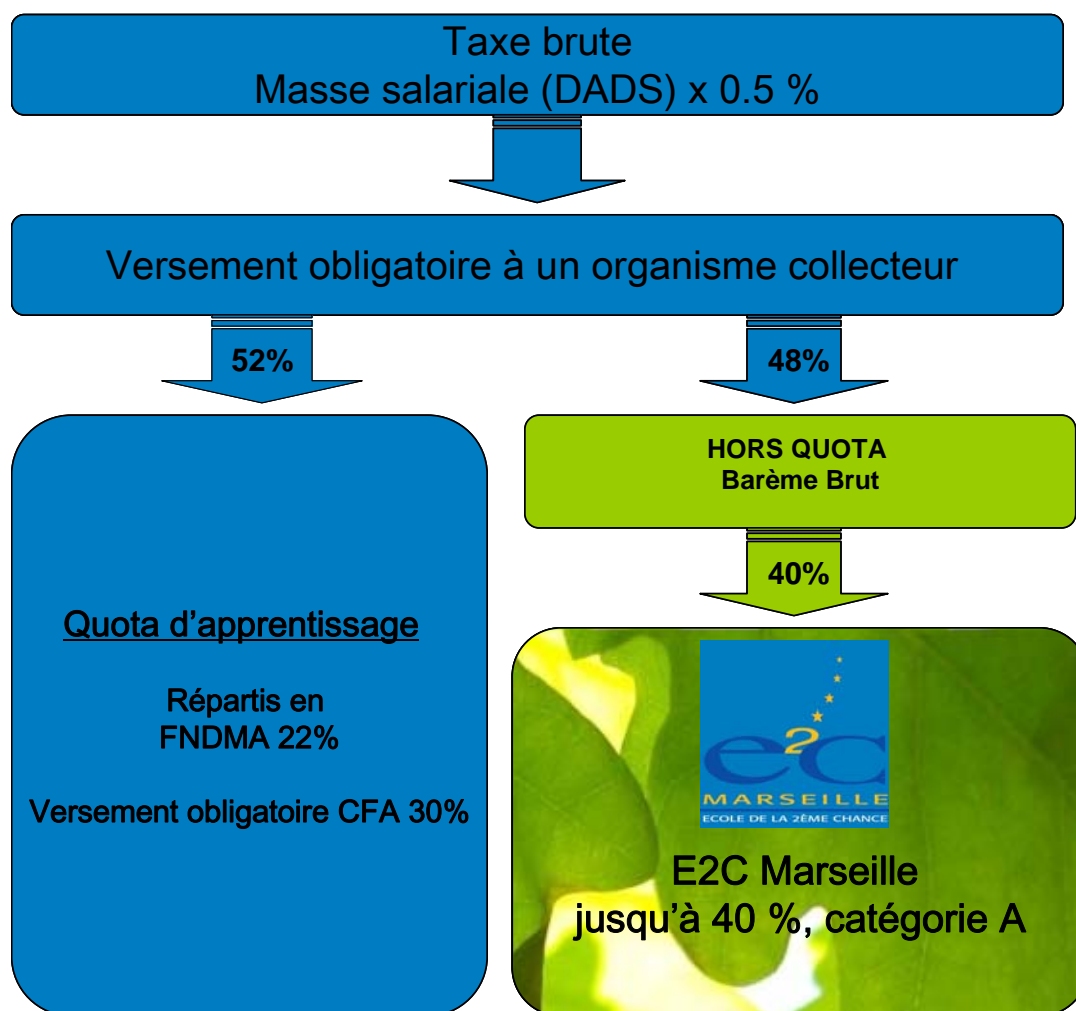 Taxe brute
Masse salariale (DADS) x 0.5 %
Versement obligatoire à un organisme collecteur
52%
48%
HORS QUOTA
Barème Brut
40%
Quota d'apprentissage
Répartis en
FNDMA 22%
Versement obligatoire CFA 30%
e2c
MARSEILLE
ECOLE DE LA 2ÈME CHANCE
E2C Marseille
jusqu'à 40 %, catégorie A